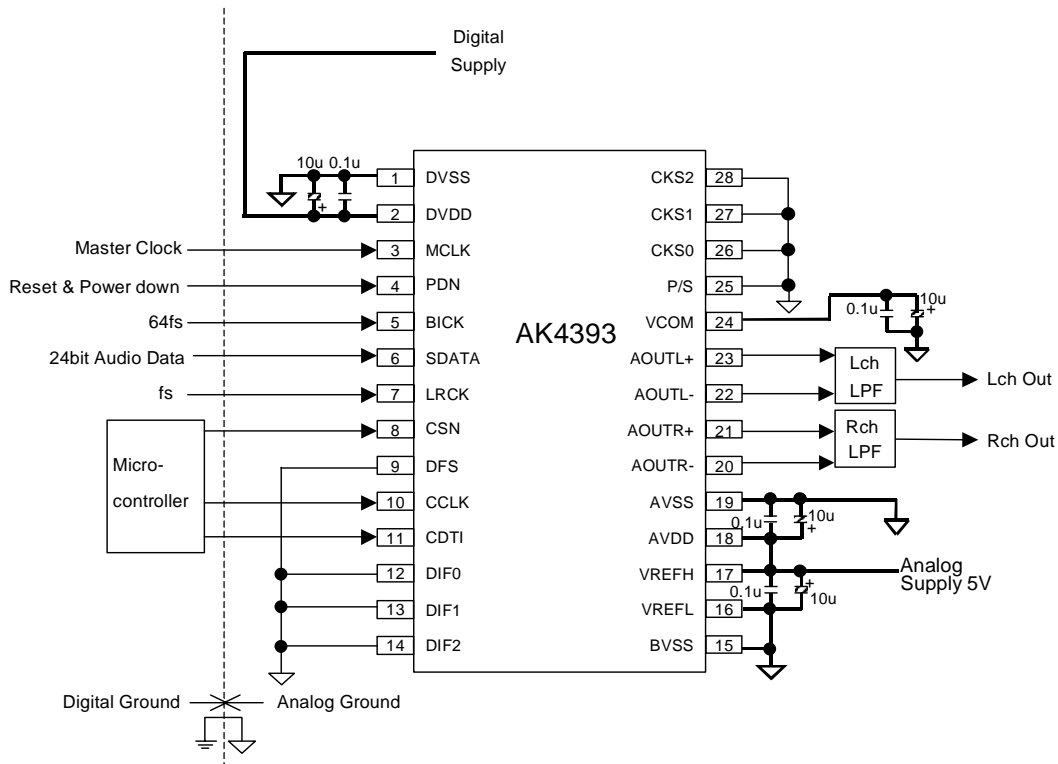 Digital
Supply
10u 0.1u
1 DVSS
2 DVDD
+
Master Clock 3 MCLK
Reset & Power down 4 PDN
64fs 5 BICK
24bit Audio Data 6 SDATA
fs 7 LRCK
8 CSN
9 DFS
Micro-
controller
10 CCLK
11 CDTI
12 DIF0
13 DIF1
14 DIF2
AK4393
CKS2 28
CKS1 27
CKS0 26
P/S 25
VCOM 24
0.1u 10u
+
AOUTL+ 23
AOUTL- 22
Lch
LPF
Lch Out
AOUTR+ 21
AOUTR- 20
Rch
LPF
Rch Out
AVSS 19
0.1u 10u
+
AVDD 18
VREFH 17
Analog
Supply 5V
0.1u + 10u
VREFL 16
BVSS 15
Digital Ground Analog Ground